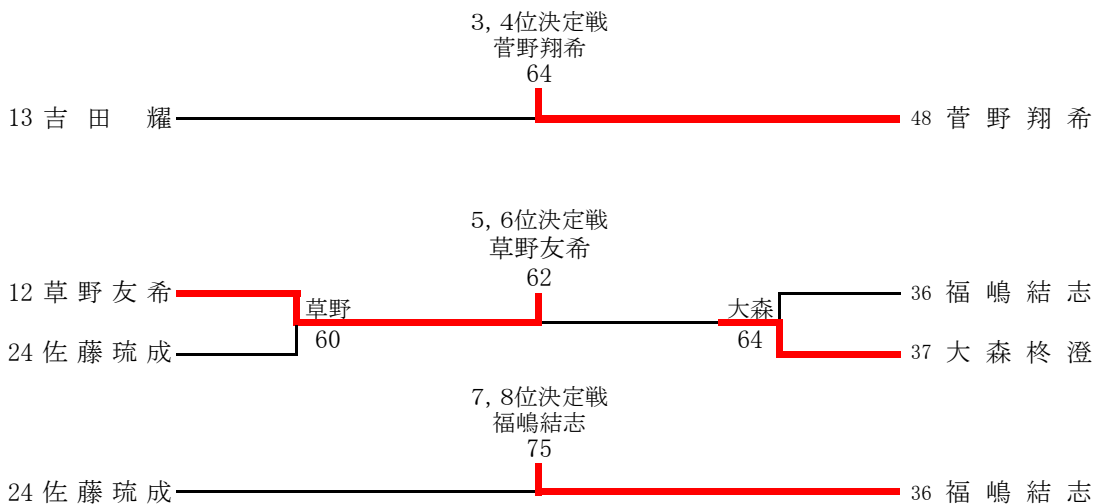 3, 4位決定戦
菅野翔希
64
13 吉田 耀
48 菅野翔希
5, 6位決定戦
草野友希
62
12 草野友希
36 福嶋結志
草野
大森
60
64
24 佐藤琉成
37 大森柊澄
7, 8位決定戦
福嶋結志
75
24 佐藤琉成
36 福嶋結志